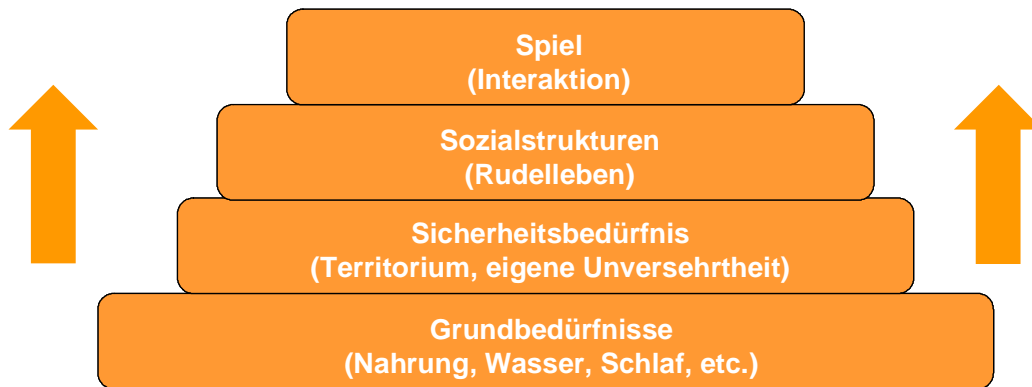 Spiel
(Interaktion)
Sozialstrukturen
(Rudelleben)
Sicherheitsbedürfnis
(Territorium, eigene Unversehrtheit)
Grundbedürfnisse
(Nahrung, Wasser, Schlaf, etc.)